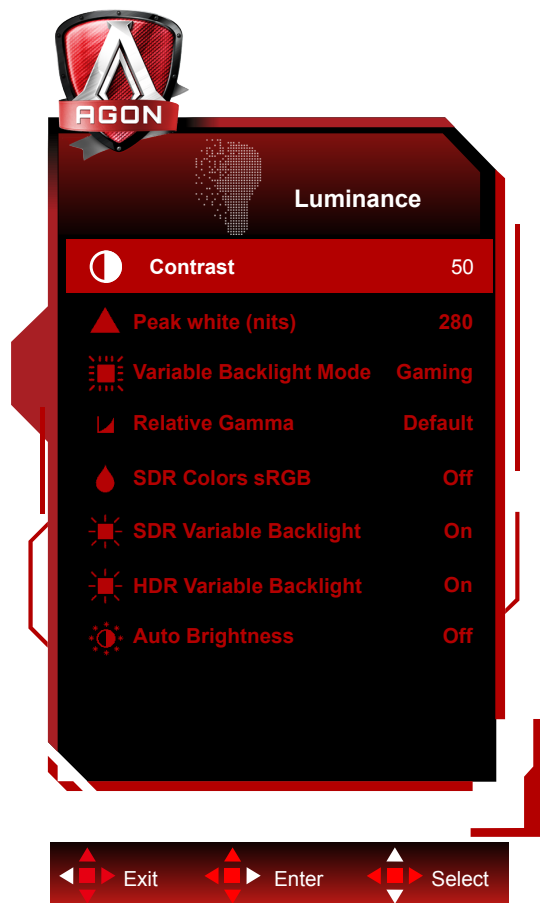 AGON
Luminance
Contrast 50
Peak white (nits) 280
Variable Backlight Mode Gaming
Relative Gamma Default
SDR Colors sRGB Off
SDR Variable Backlight On
HDR Variable Backlight On
Auto Brightness Off
Exit Enter Select